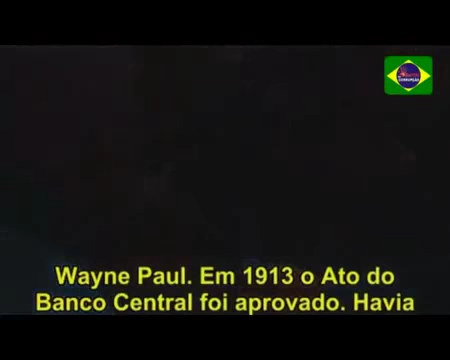 Wayne Paul. Em 1913 o Ato do
Banco Central foi aprovado. Havia